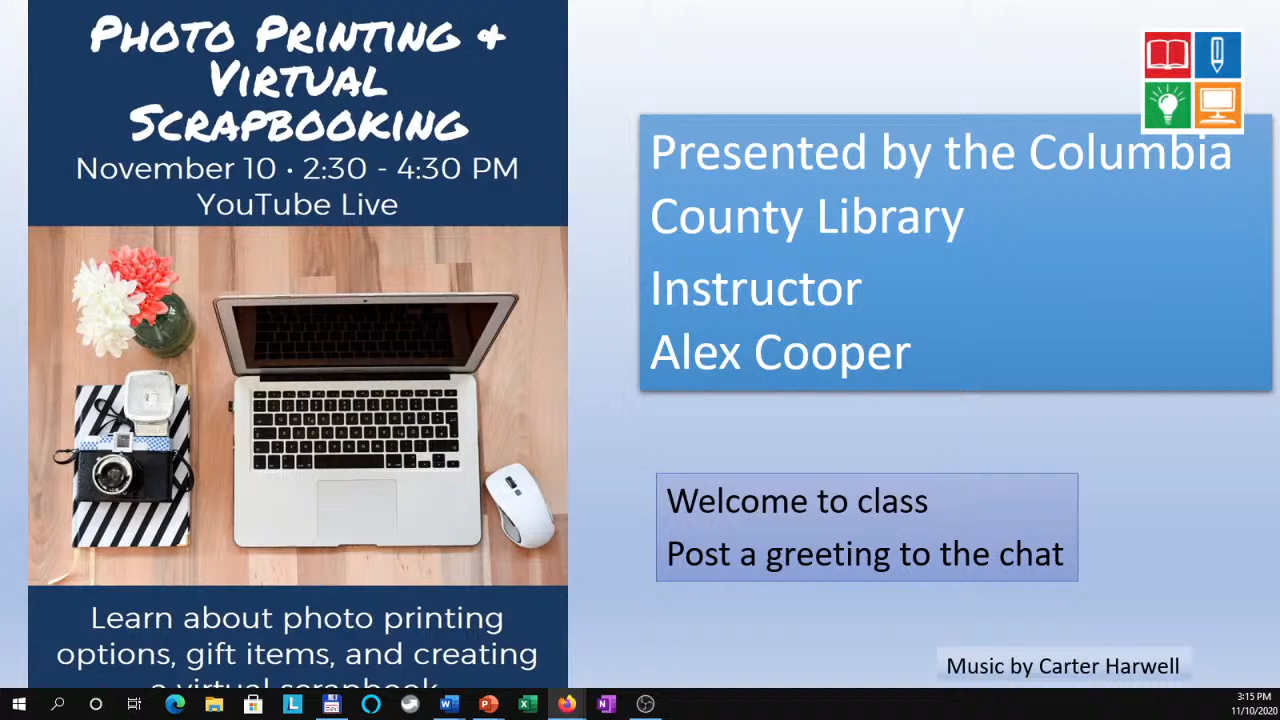 PHOTO PRINTING &
VIRTUAL
SCRAPBOOKING
November 10 • 2:30 - 4:30 PM
YouTube Live
Learn about photo printing
options, gift items, and creating
a virtual scrapbook
Presented by the Columbia
County Library
Instructor
Alex Cooper
Welcome to class
Post a greeting to the chat
Music by Carter Harwell
3:15 PM
11/10/2020